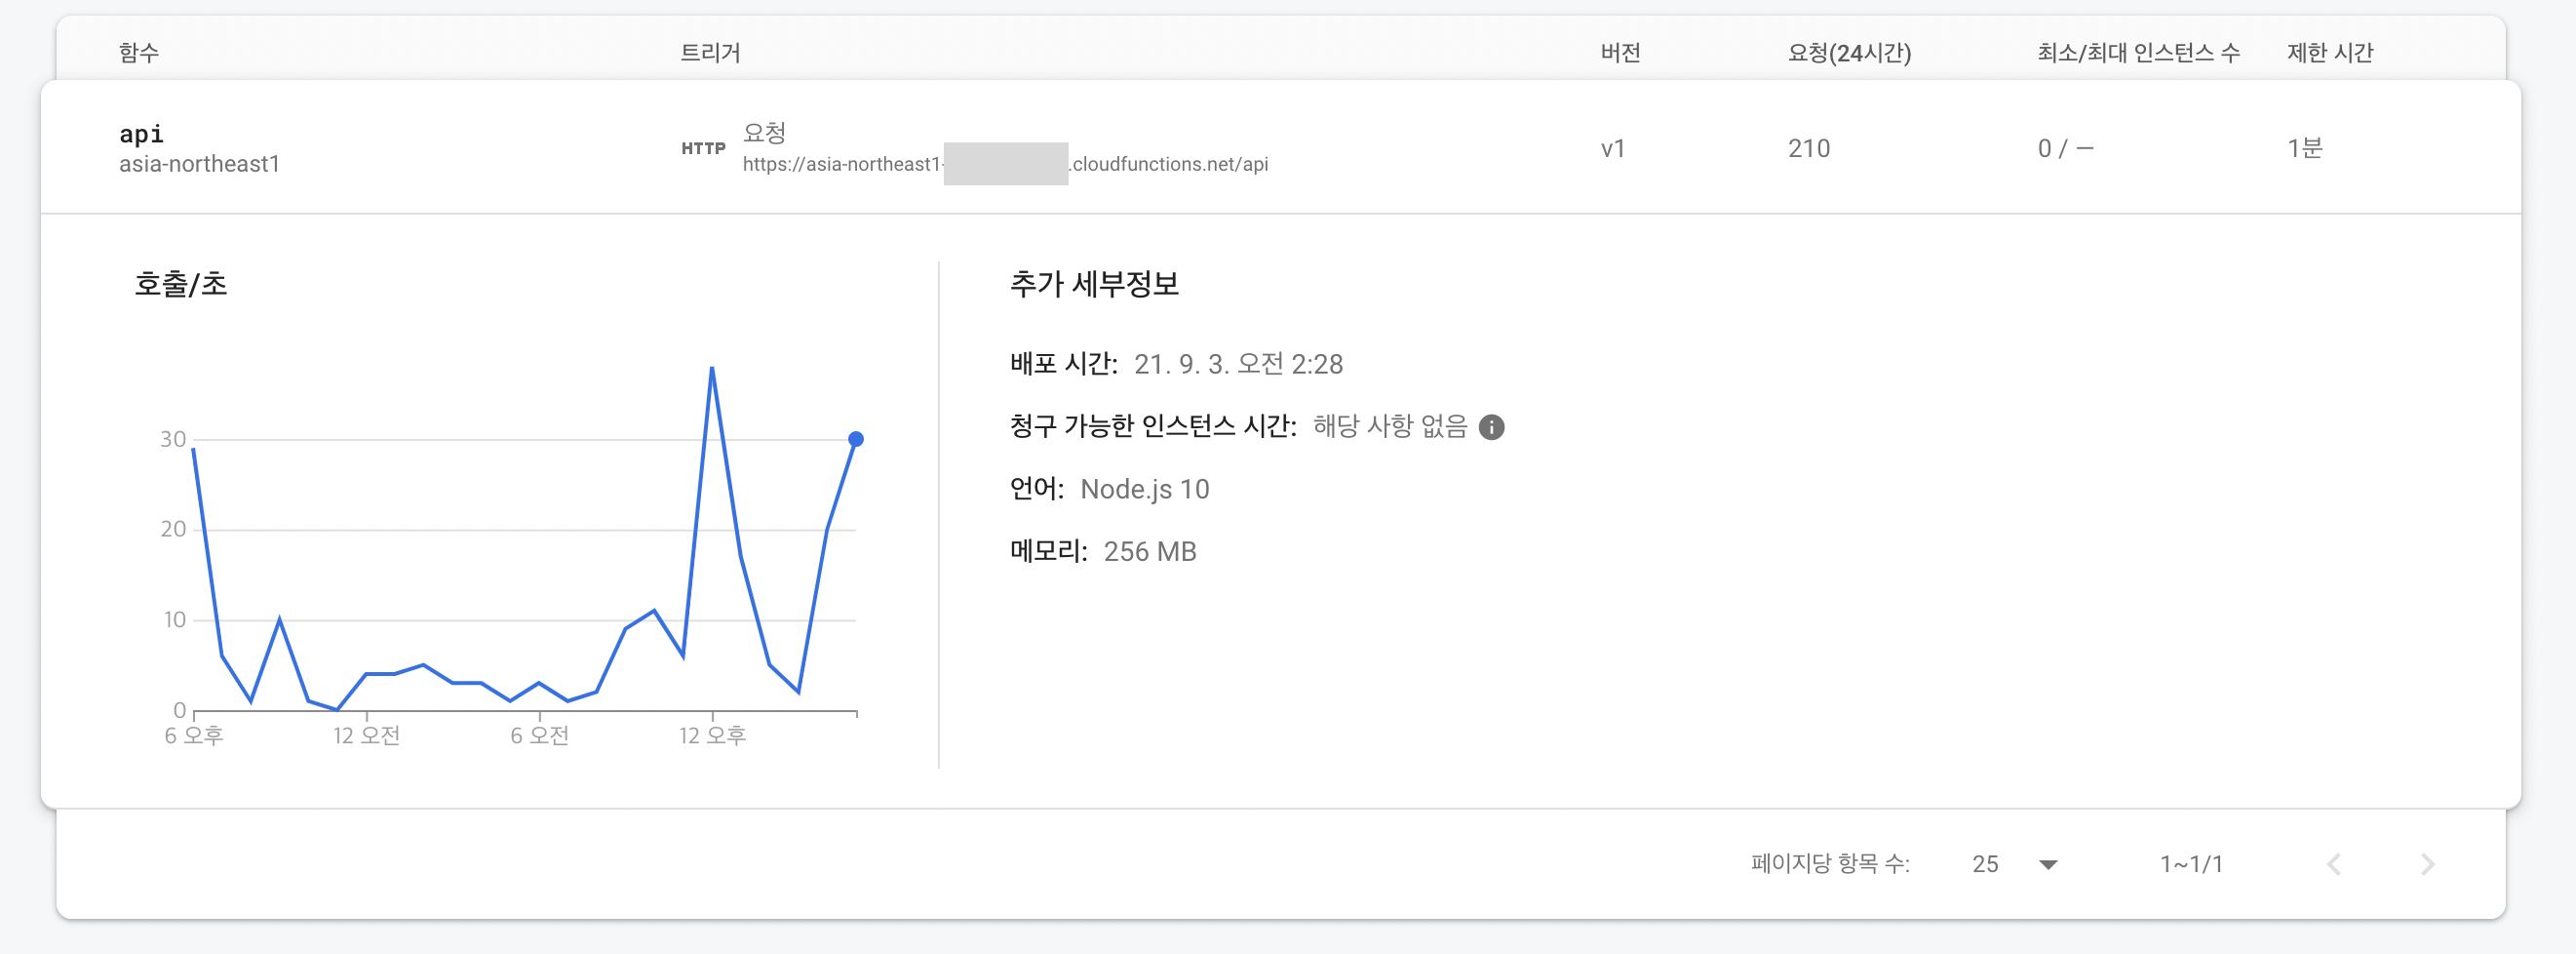 함수 트리거 버전 요청(24시간) 최소/최대 인스턴스 수 제한 시간
api
asia-northeast1
HTTP
요청
https://asia-northeast1- .cloudfunctions.net/api
v1 210 0 / — 1분
호출/초
30
20
10
0
6 오후 12 오전 6 오전 12 오후
추가 세부정보
배포 시간: 21. 9. 3. 오전 2:28
청구 가능한 인스턴스 시간: 해당 사항 없음
언어: Node.js 10
메모리: 256 MB
페이지당 항목 수: 25 1~1/1